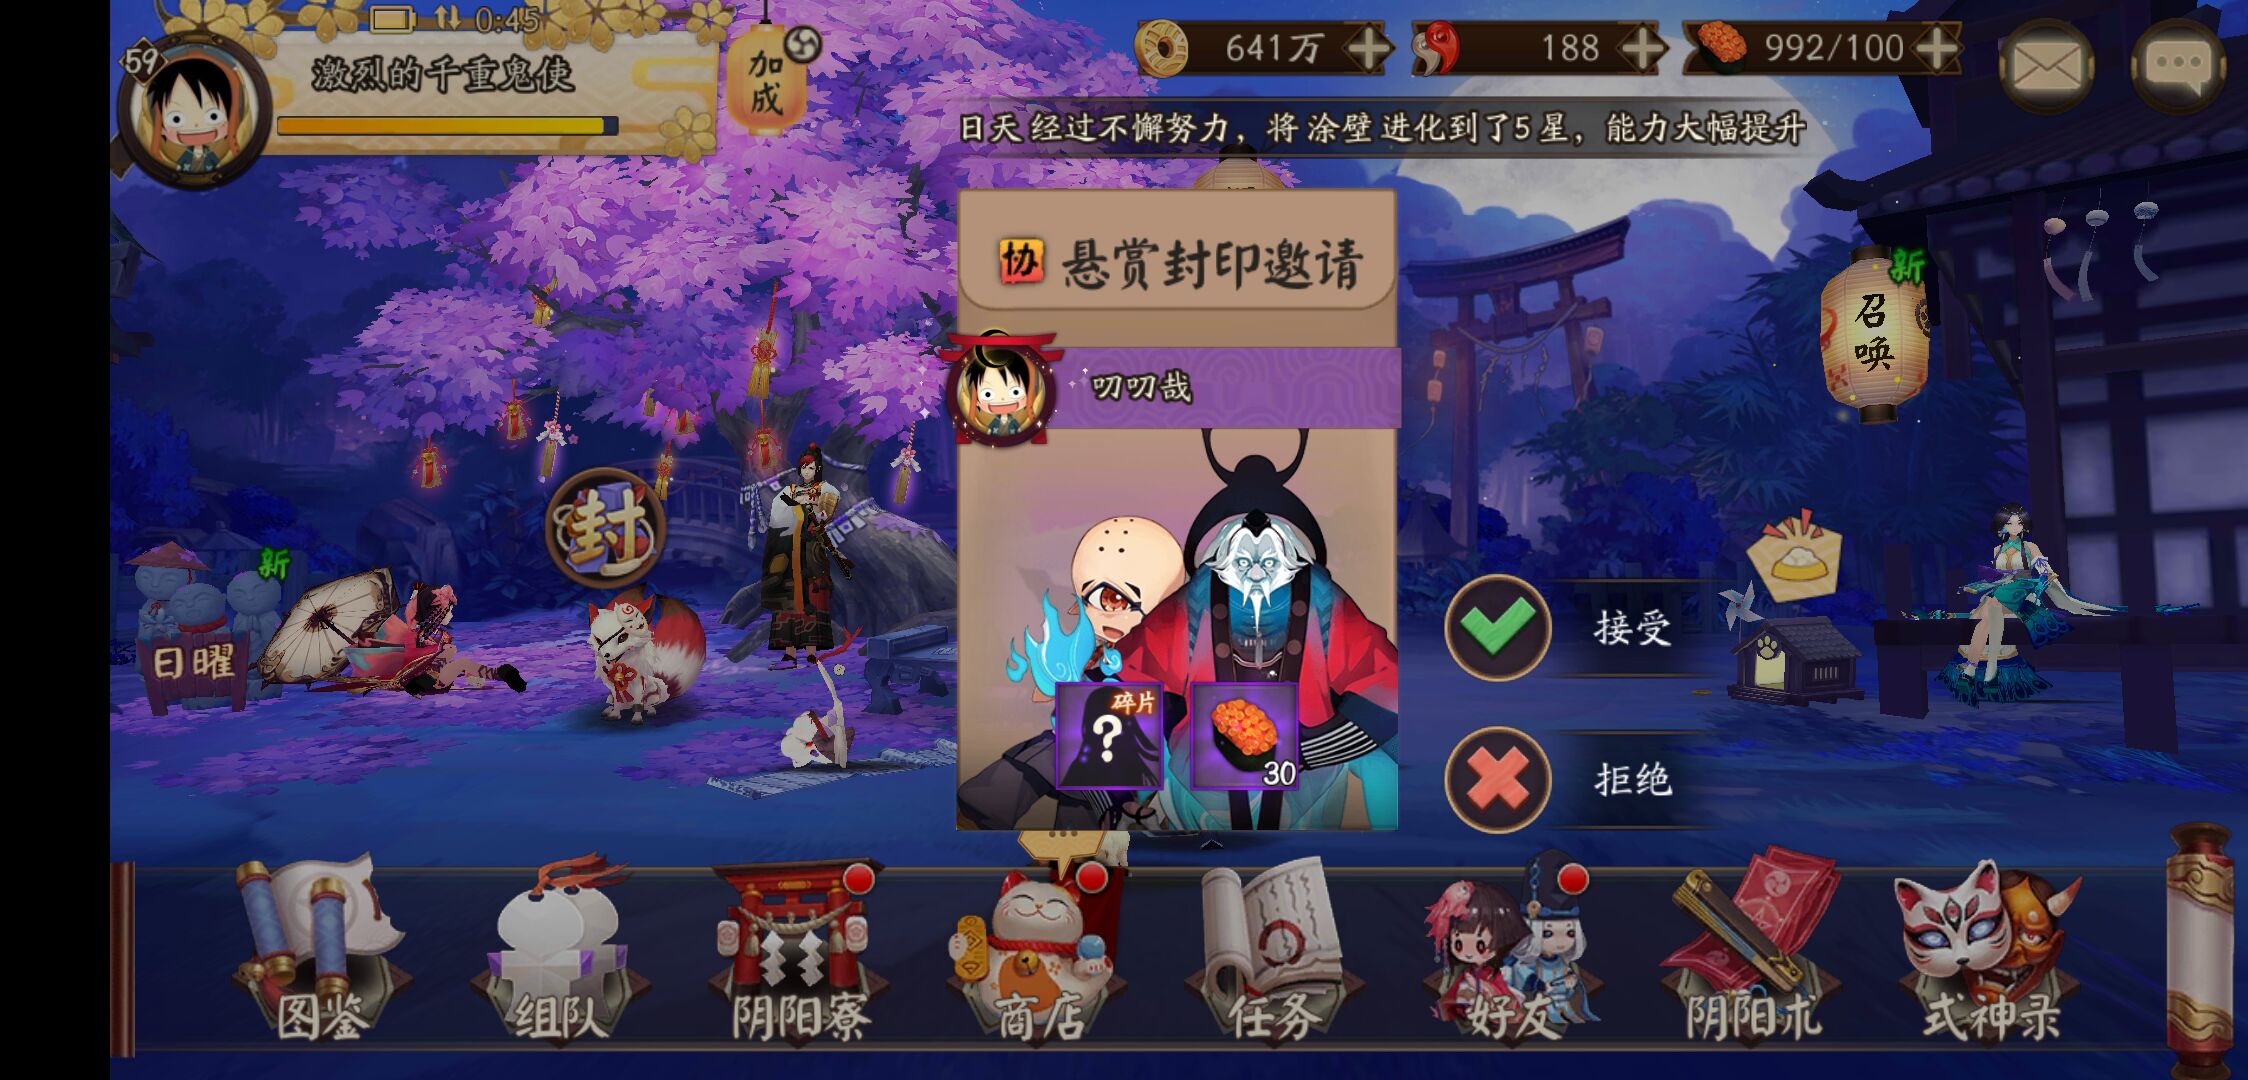 0:45
59
激烈的千重鬼使
加成
641万
188
992/100
日天 经过不懈努力，将 涂壁 进化到了5 星，能力大幅提升
协 悬赏封印邀请
叨叨哉
新
召唤
封
新
日曜
碎片
?
30
接受
拒绝
图鉴
组队
阴阳寮
商店
任务
好友
阴阳术
式神录